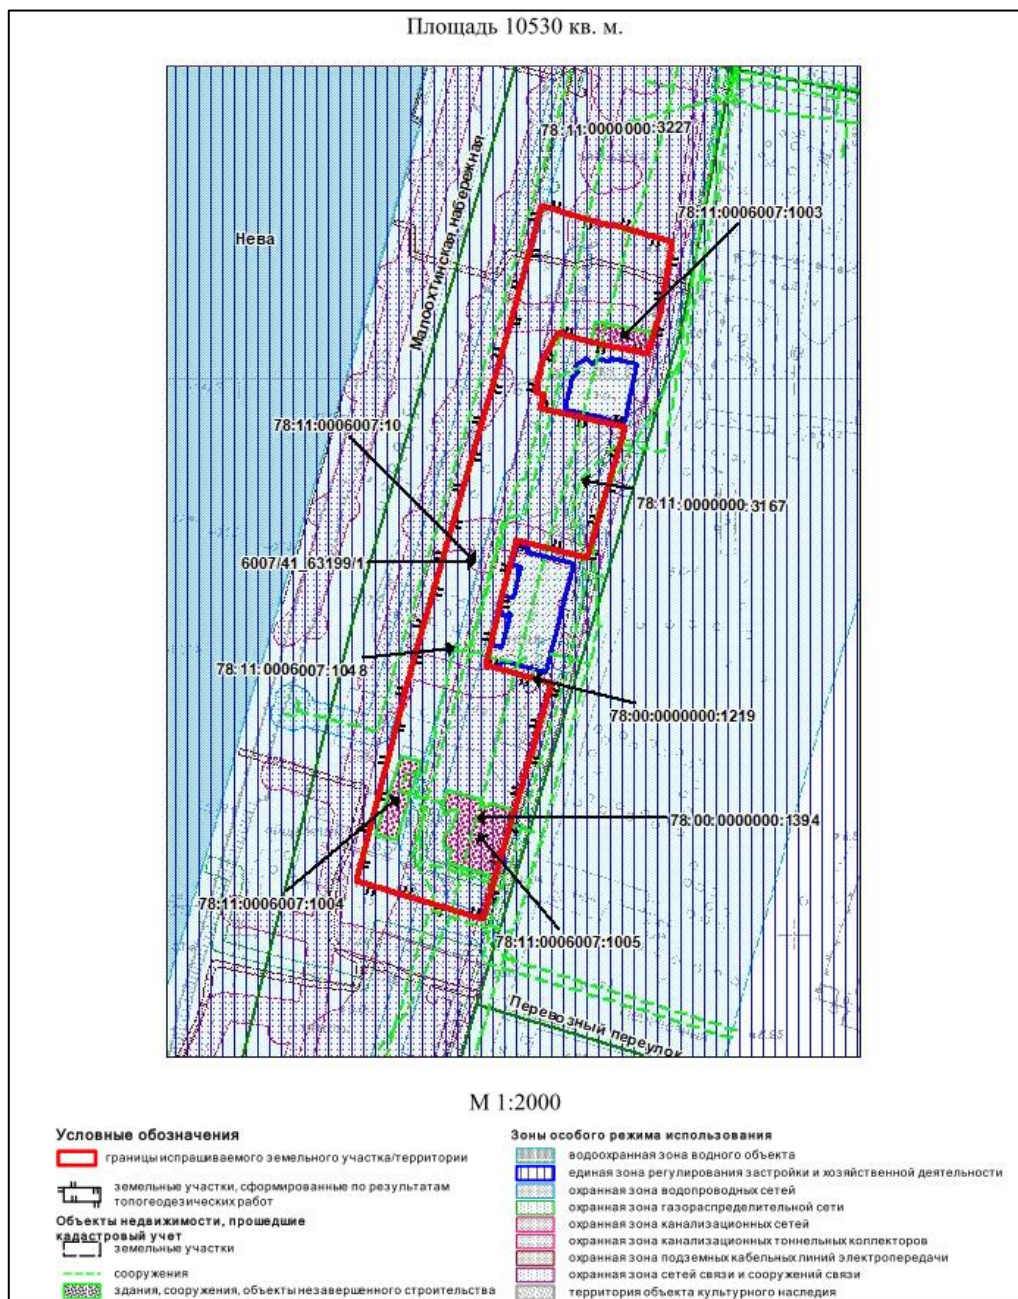 Площадь 10530 кв. м.
78:11:0000000:3227
78:11:0006007:1003
Нева
Малоохтинская набережная
78:11:0006007:10
78:11:0000000:3167
6007/41_63199/1
78:11:0006007:1048
78:00:0000000:1219
78:00:0000000:1394
78:11:0006007:1004
78:11:0006007:1005
Перевозный переулок
М 1:2000
Условные обозначения
границы испрашиваемого земельного участка/территории
земельные участки, сформированные по результатам
топогеодезических работ
Объекты недвижимости, прошедшие
кадастровый учет
земельные участки
сооружения
здания, сооружения, объекты незавершенного строительства
Зоны особого режима использования
водоохранная зона водного объекта
единая зона регулирования застройки и хозяйственной деятельности
охранная зона водопроводных сетей
охранная зона газораспределительной сети
охранная зона канализационных сетей
охранная зона канализационных тоннельных коллекторов
охранная зона подземных кабельных линий электропередачи
охранная зона сетей связи и сооружений связи
территория объекта культурного наследия